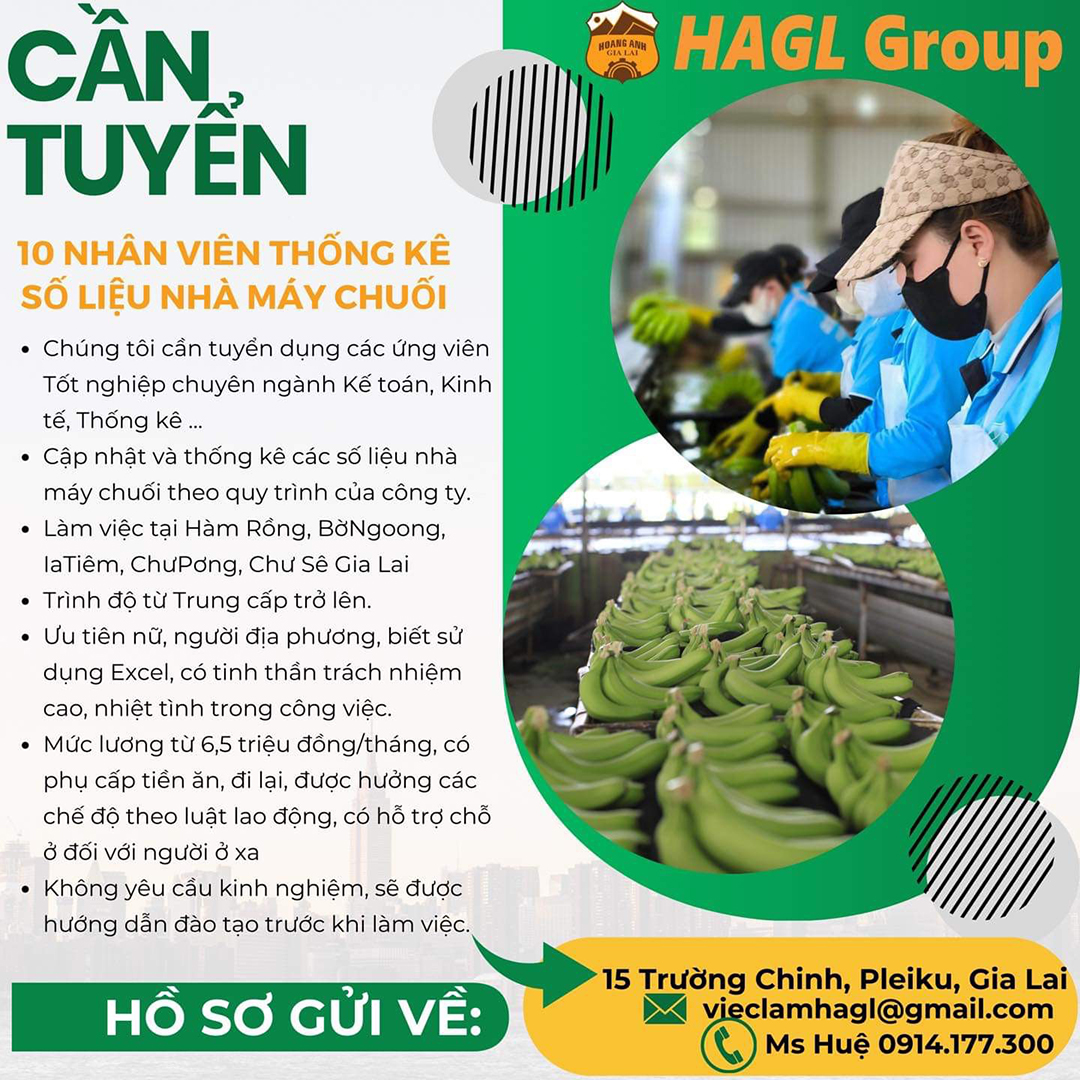 CẦN
TUYỂN
HOANG ANH
GIA LAI
HAGL Group
10 NHÂN VIÊN THỐNG KÊ
SỐ LIỆU NHÀ MÁY CHUỐI
• Chúng tôi cần tuyển dụng các ứng viên
Tốt nghiệp chuyên ngành Kế toán, Kinh
tế, Thống kê ...
• Cập nhật và thống kê các số liệu nhà
máy chuối theo quy trình của công ty.
• Làm việc tại Hàm Rồng, BờNgoong,
IaTiêm, ChưPơng, Chư Sê Gia Lai
• Trình độ từ Trung cấp trở lên.
• Ưu tiên nữ, người địa phương, biết sử
dụng Excel, có tinh thần trách nhiệm
cao, nhiệt tình trong công việc.
• Mức lương từ 6,5 triệu đồng/tháng, có
phụ cấp tiền ăn, đi lại, được hưởng các
chế độ theo luật lao động, có hỗ trợ chỗ
ở đối với người ở xa
• Không yêu cầu kinh nghiệm, sẽ được
hướng dẫn đào tạo trước khi làm việc.
HỒ SƠ GỬI VỀ:
15 Trường Chinh, Pleiku, Gia Lai
vieclamhagl@gmail.com
Ms Huệ 0914.177.300